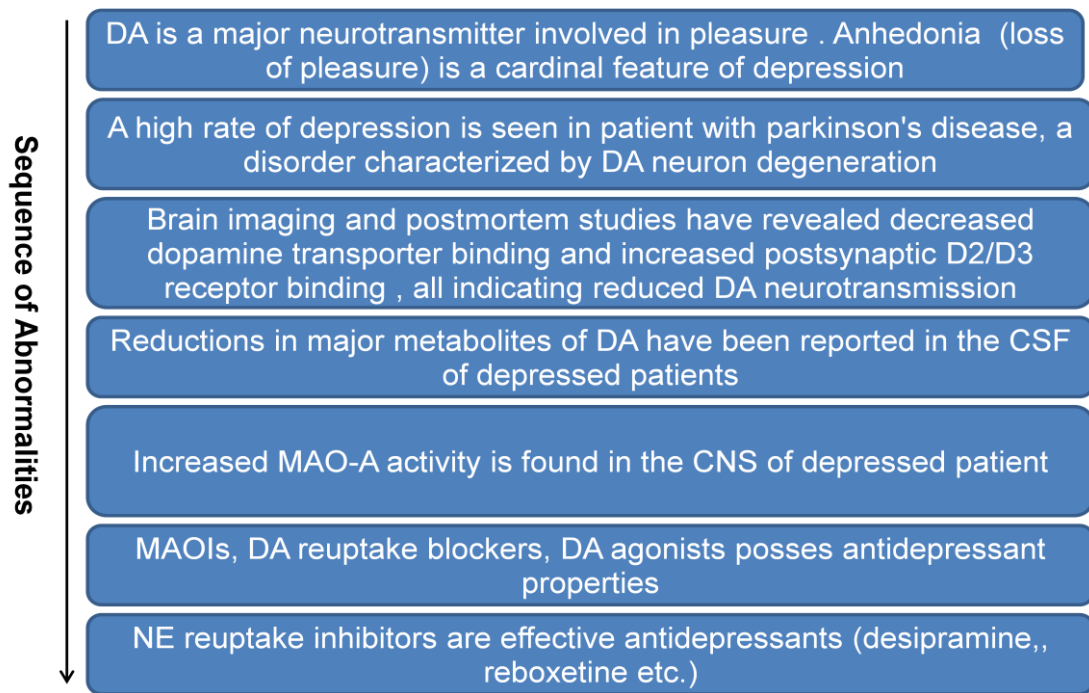 Sequence of Abnormalities
DA is a major neurotransmitter involved in pleasure . Anhedonia (loss
of pleasure) is a cardinal feature of depression
A high rate of depression is seen in patient with parkinson's disease, a
disorder characterized by DA neuron degeneration
Brain imaging and postmortem studies have revealed decreased
dopamine transporter binding and increased postsynaptic D2/D3
receptor binding , all indicating reduced DA neurotransmission
Reductions in major metabolites of DA have been reported in the CSF
of depressed patients
Increased MAO-A activity is found in the CNS of depressed patient
MAOIs, DA reuptake blockers, DA agonists posses antidepressant
properties
NE reuptake inhibitors are effective antidepressants (desipramine,,
reboxetine etc.)